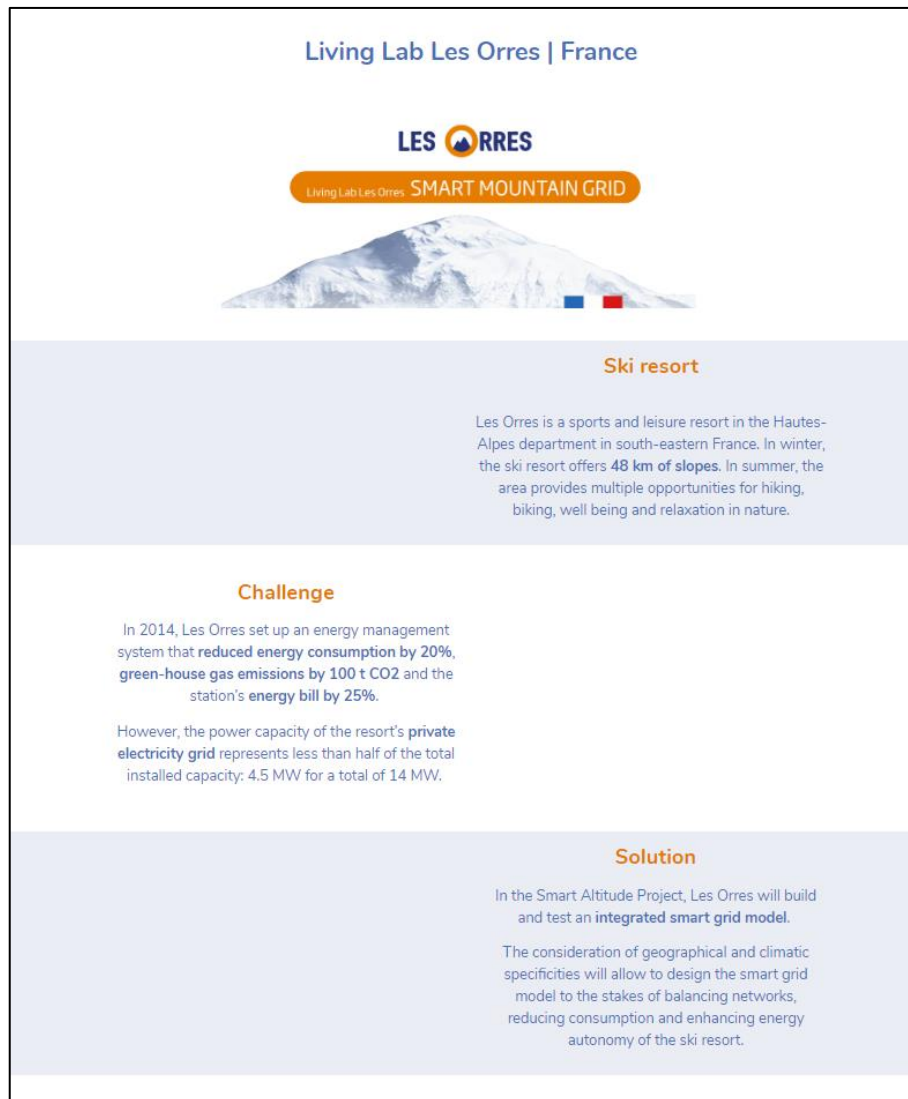 Living Lab Les Orres | France
LES ORRES
Living Lab Les Orres SMART MOUNTAIN GRID
Ski resort
Les Orres is a sports and leisure resort in the Hautes-
Alpes department in south-eastern France. In winter,
the ski resort offers 48 km of slopes. In summer, the
area provides multiple opportunities for hiking,
biking, well being and relaxation in nature.
Challenge
In 2014, Les Orres set up an energy management
system that reduced energy consumption by 20%,
green-house gas emissions by 100 t CO2 and the
station's energy bill by 25%.
However, the power capacity of the resort's private
electricity grid represents less than half of the total
installed capacity: 4.5 MW for a total of 14 MW.
Solution
In the Smart Altitude Project, Les Orres will build
and test an integrated smart grid model.
The consideration of geographical and climatic
specificities will allow to design the smart grid
model to the stakes of balancing networks,
reducing consumption and enhancing energy
autonomy of the ski resort.